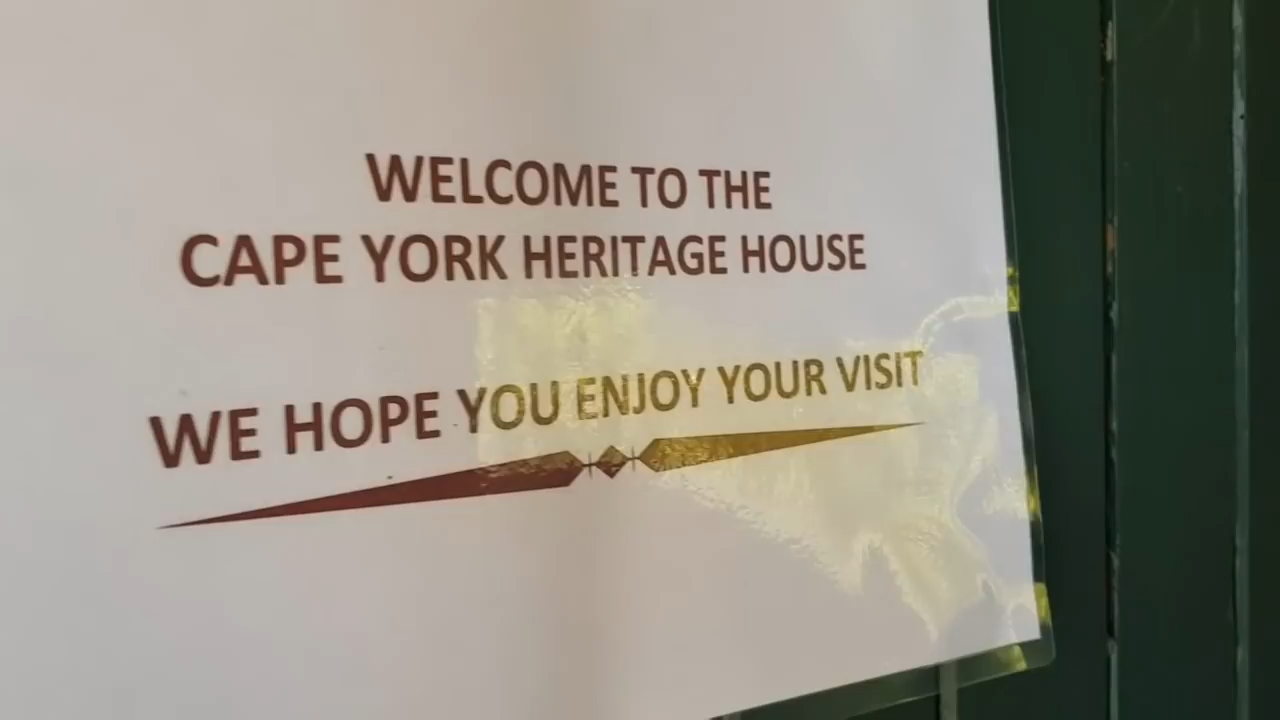 WELCOME TO THE
CAPE YORK HERITAGE HOUSE
WE HOPE YOU ENJOY YOUR VISIT